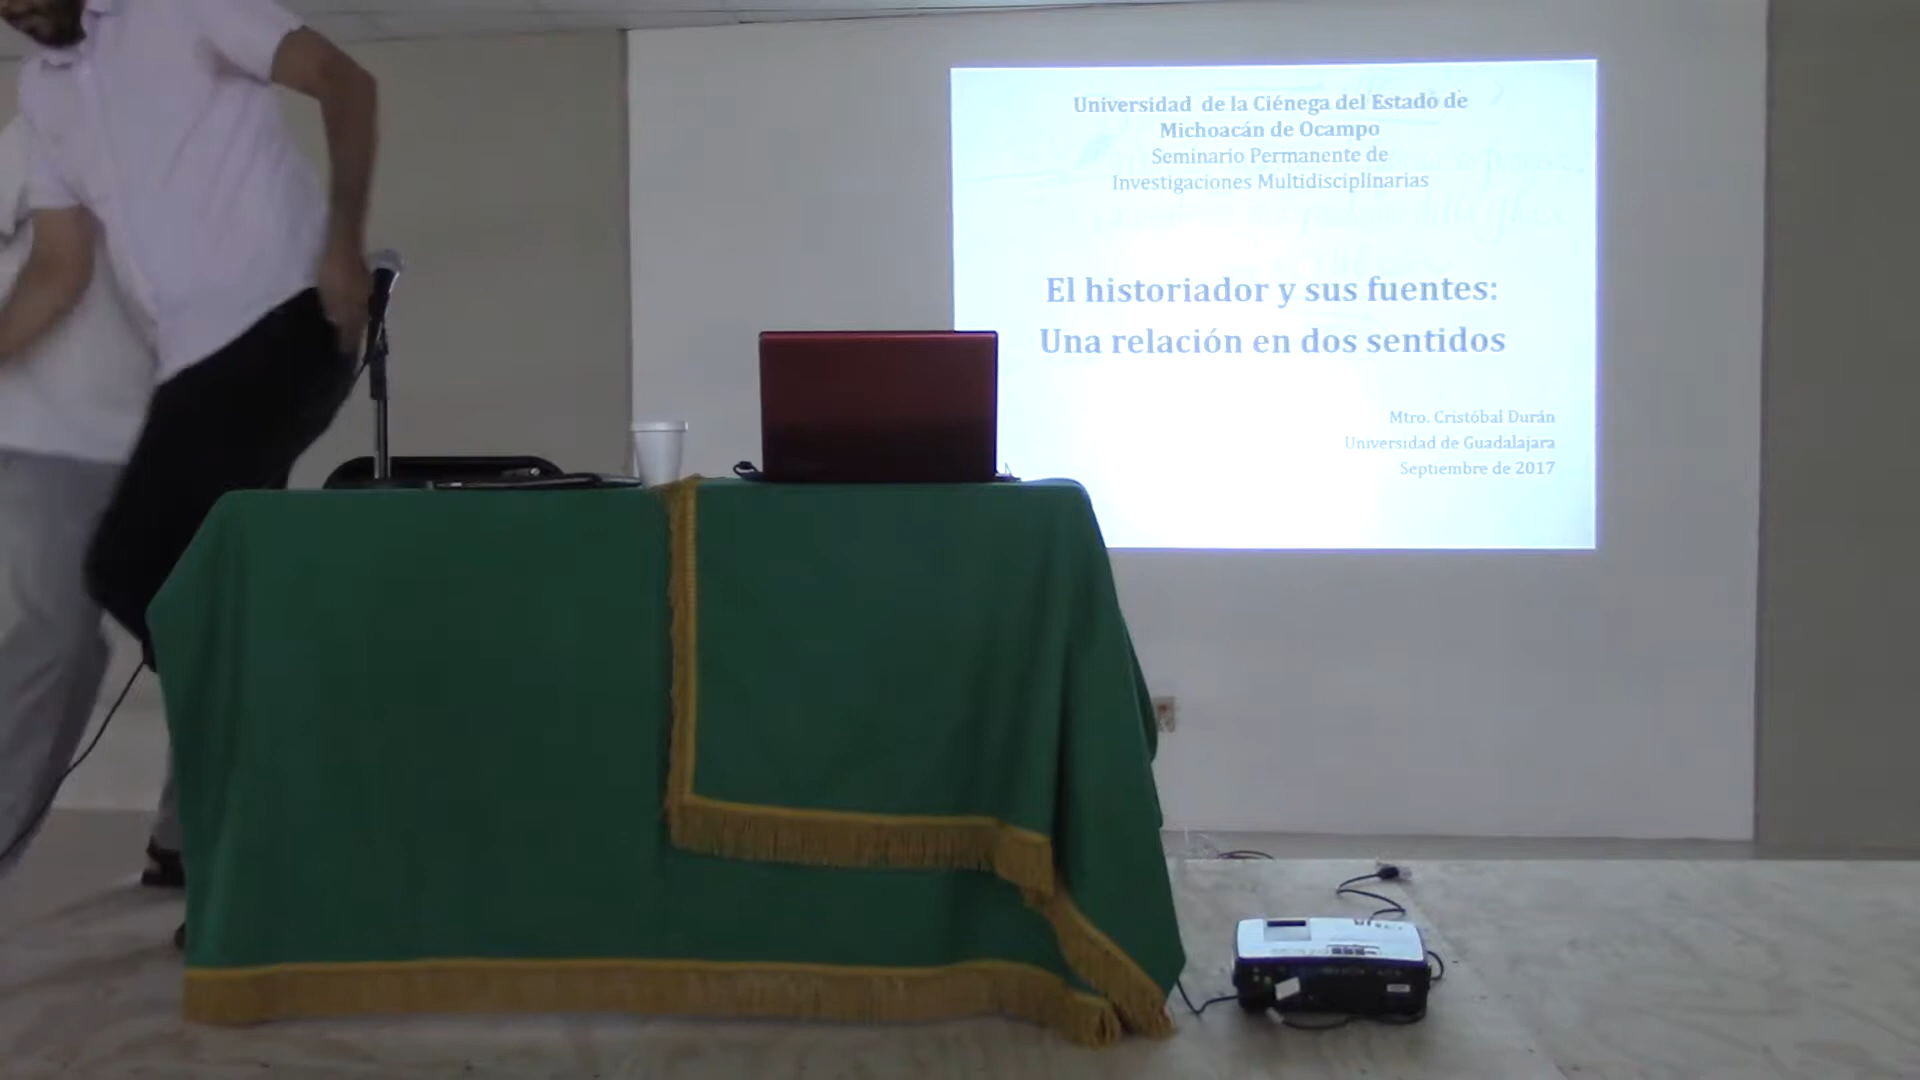 Universidad de la Ciénega del Estado de
Michoacán de Ocampo
Seminario Permanente de
Investigaciones Multidisciplinarias
El historiador y sus fuentes:
Una relación en dos sentidos
Mtro. Cristóbal Durán
Universidad de Guadalajara
Septiembre de 2017